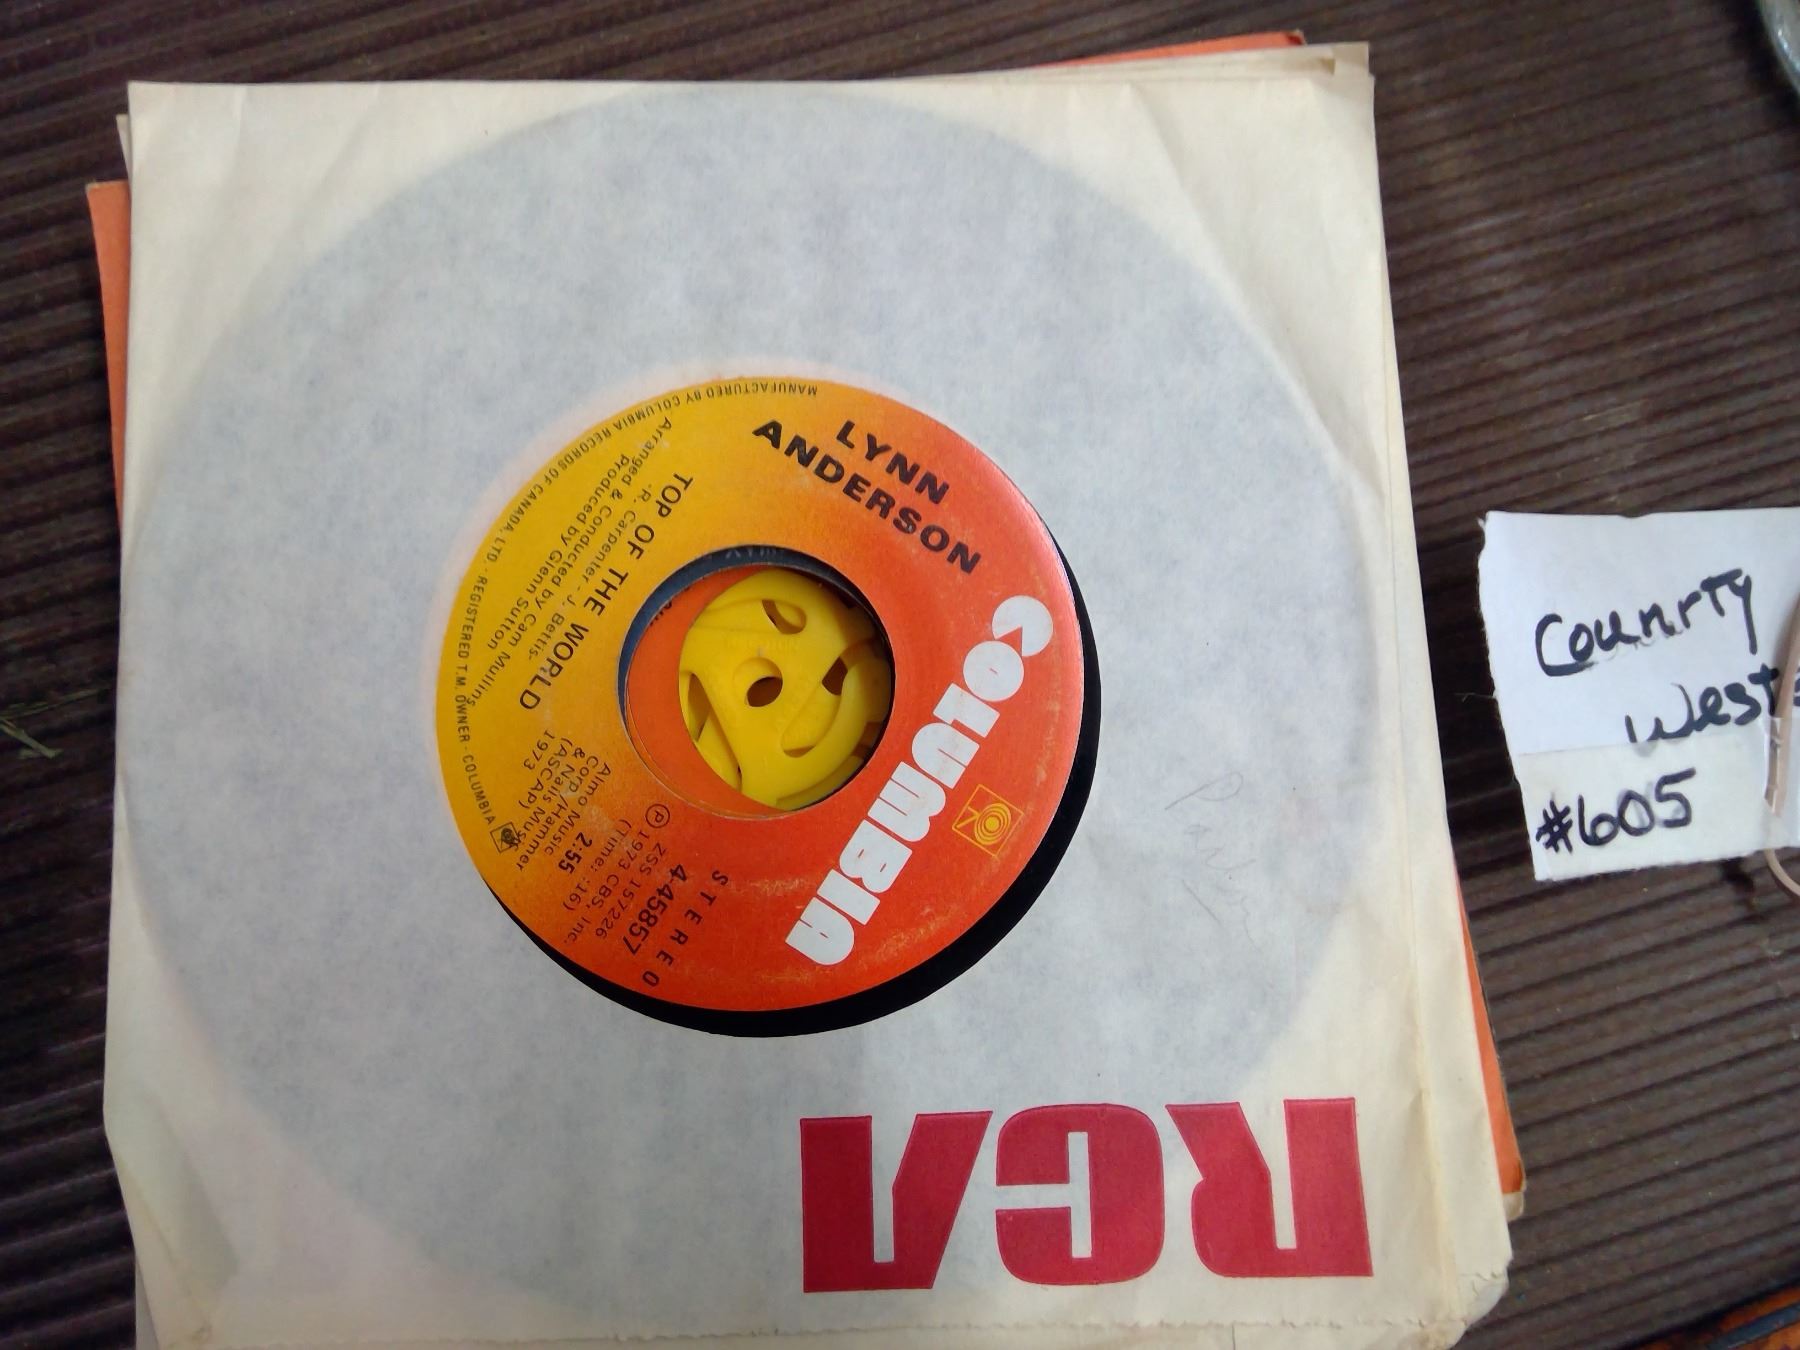 LYNN
ANDERSON
COLUMBIA
TOP OF THE WORLD
-R. Carpenter - J. Bettis-
Arranged & Conducted by Cam Mullins
Produced by Glenn Sutton
MANUFACTURED BY COLUMBIA RECORDS OF CANADA, LTD. · REGISTERED T.M. OWNER - COLUMBIA
STEREO
4-45857
ZSS 157226
Ⓟ 1973 CBS, Inc.
(Time: :16)
2:55
Almo Music
Corp./Hammer
& Nails Music
(ASCAP)
1973
RCA
Counrty
West
#605